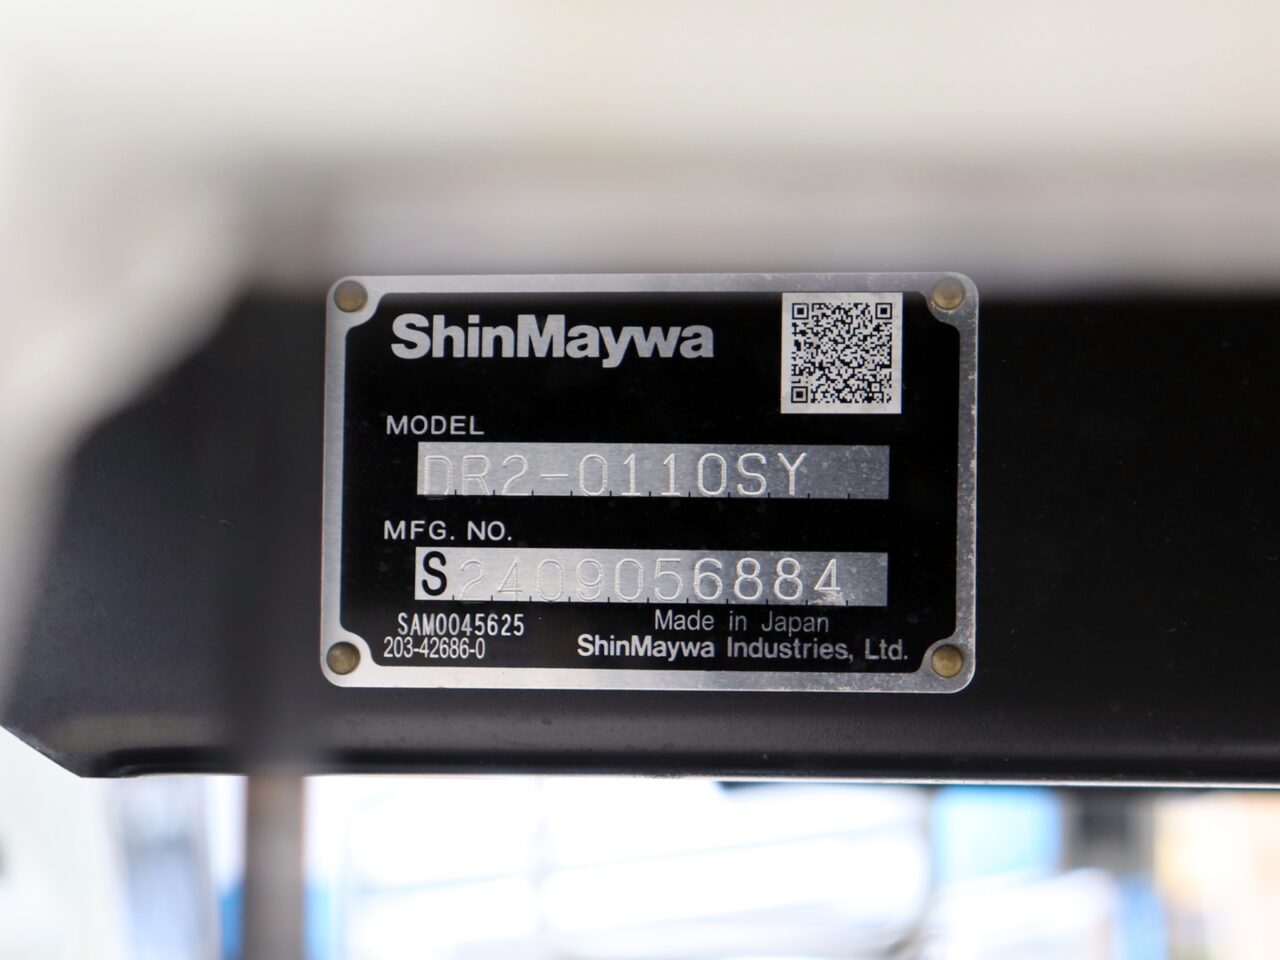 ShinMaywa
MODEL
DR2-0110SY
MFG. NO.
S2409056884
SAM0045625
Made in Japan
203-42686-0
ShinMaywa Industries, Ltd.